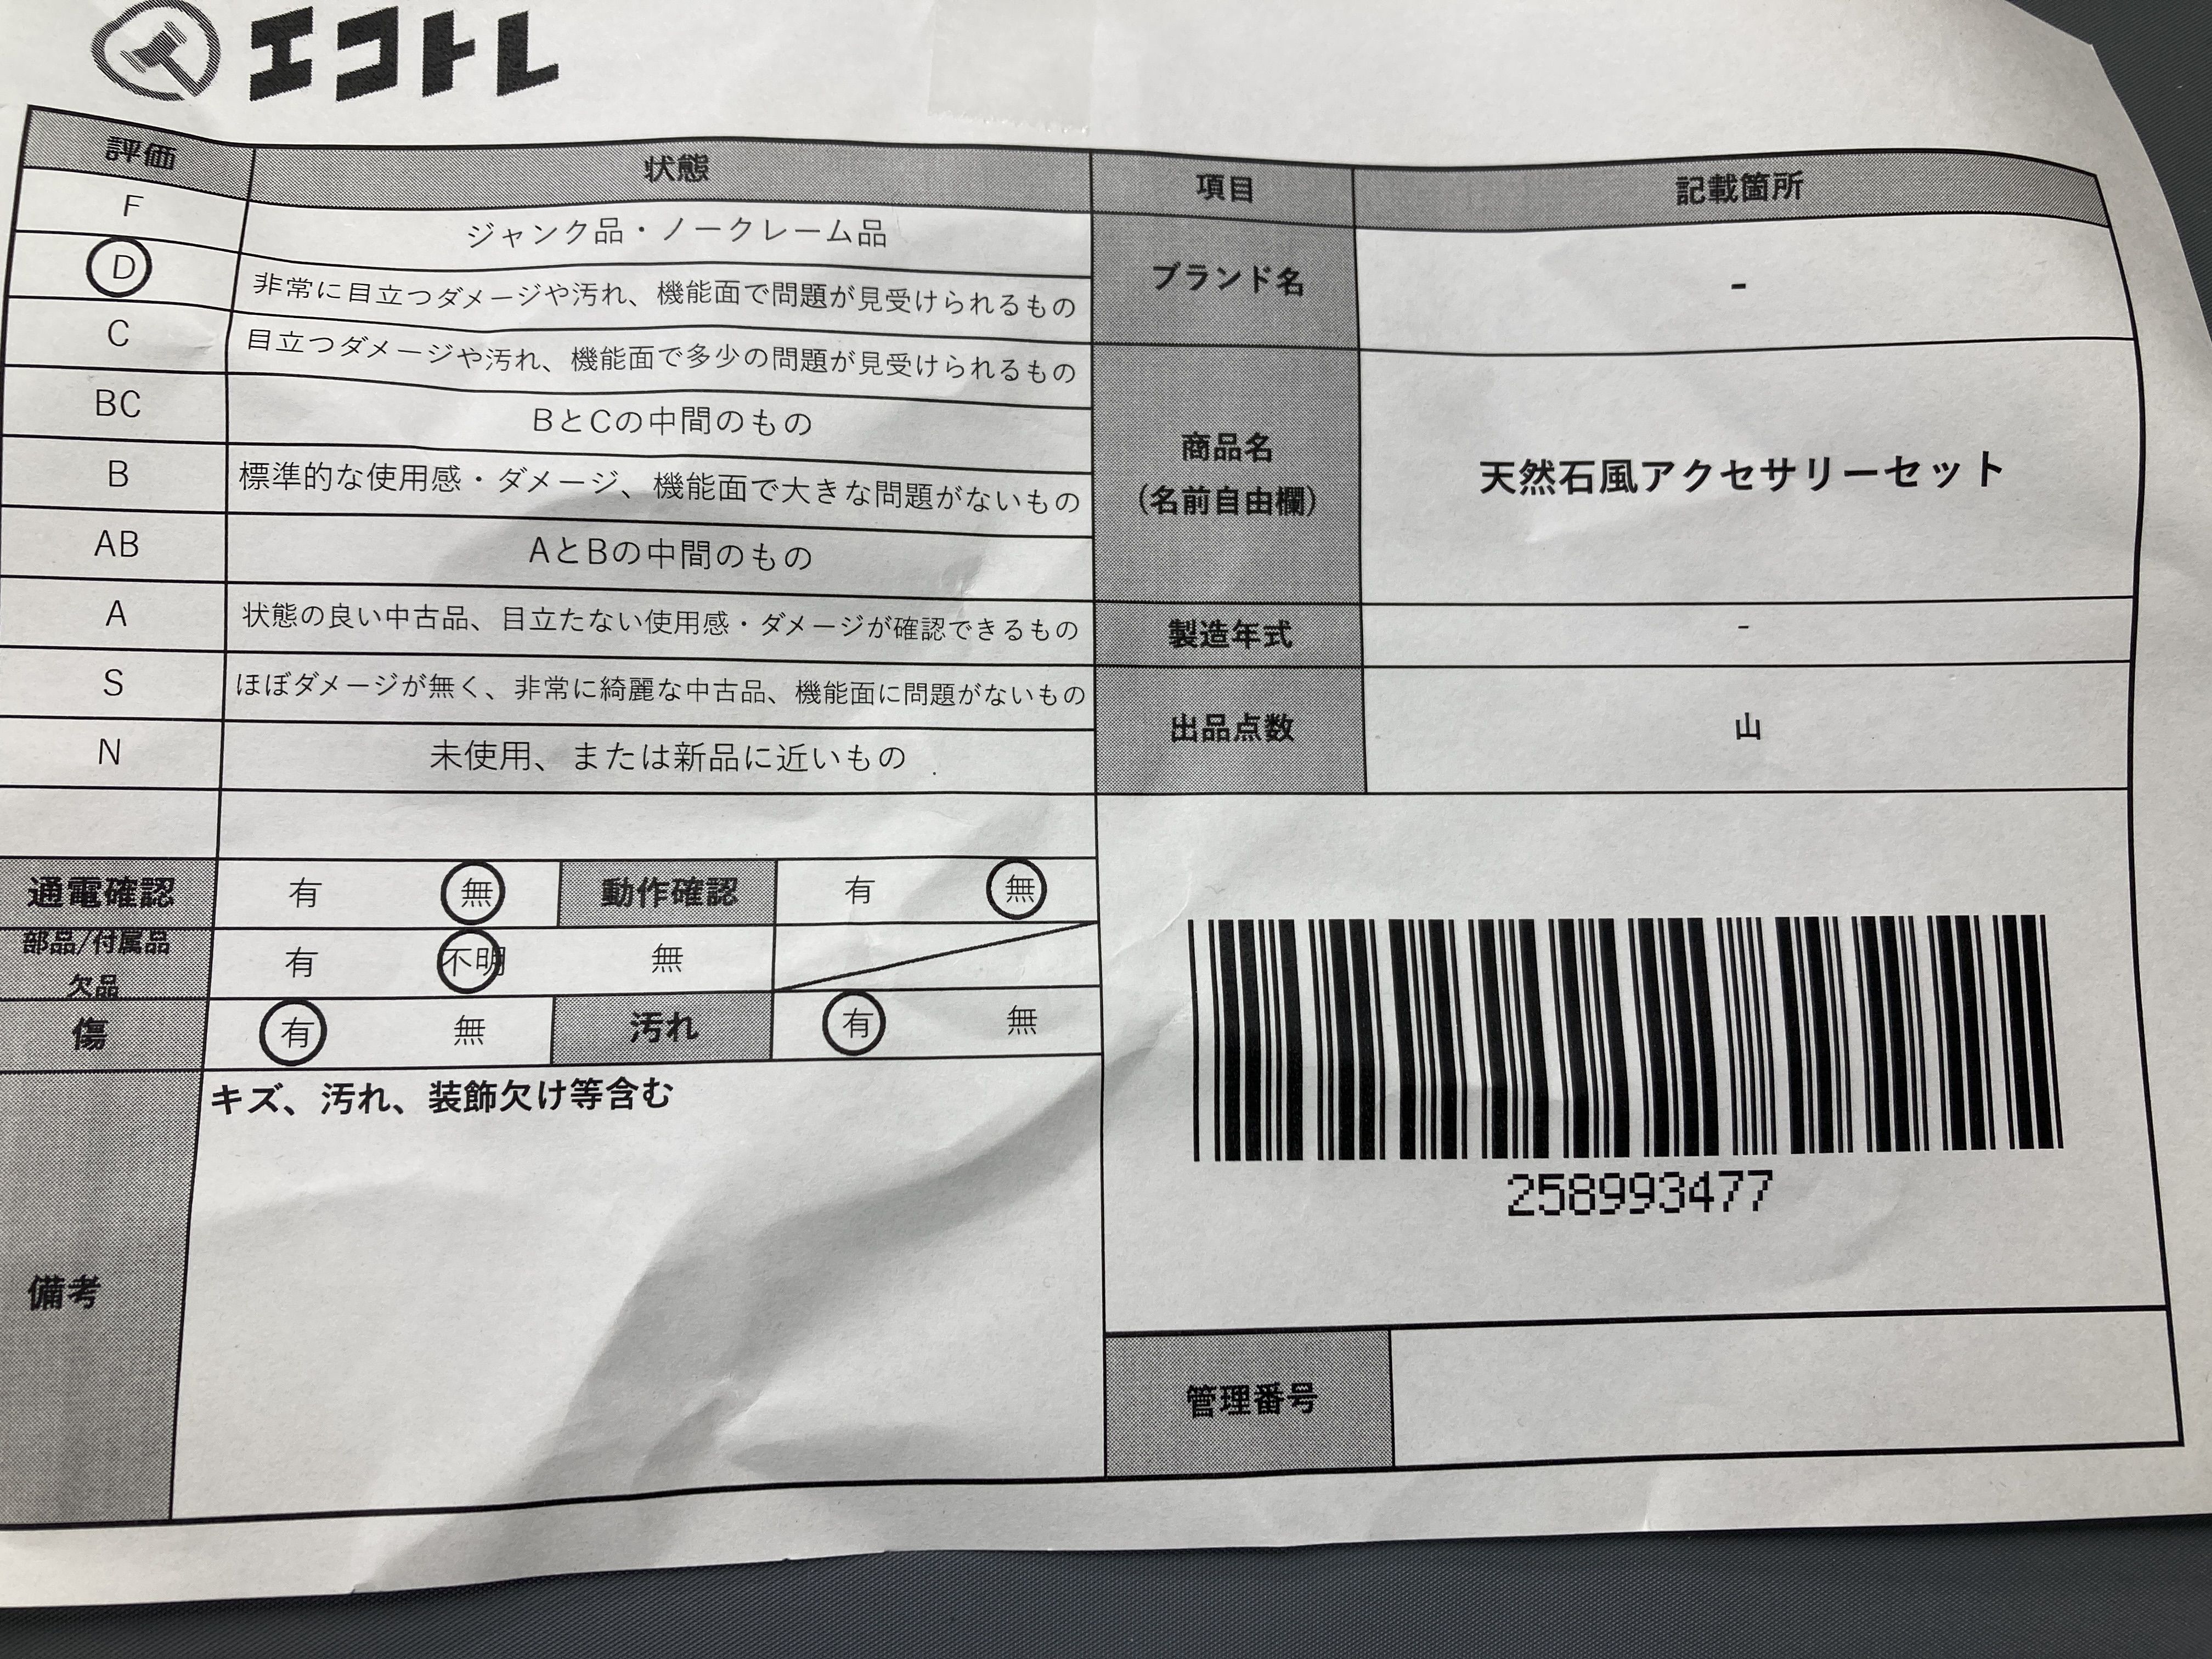 エコトレ
評価 状態
F ジャンク品・ノークレーム品
D 非常に目立つダメージや汚れ、機能面で問題が見受けられるもの
C 目立つダメージや汚れ、機能面で多少の問題が見受けられるもの
BC BとCの中間のもの
B 標準的な使用感・ダメージ、機能面で大きな問題がないもの
AB AとBの中間のもの
A 状態の良い中古品、目立たない使用感・ダメージが確認できるもの
S ほぼダメージが無く、非常に綺麗な中古品、機能面に問題がないもの
N 未使用、または新品に近いもの
通電確認 有 無 動作確認 有 無
部品/付属品
欠品
有 不明 無
傷 有 無 汚れ 有 無
備考
キズ、汚れ、装飾欠け等含む
項目 記載箇所
ブランド名 -
商品名
(名前自由欄)
天然石風アクセサリーセット
製造年式 -
出品点数 山
258993477
管理番号